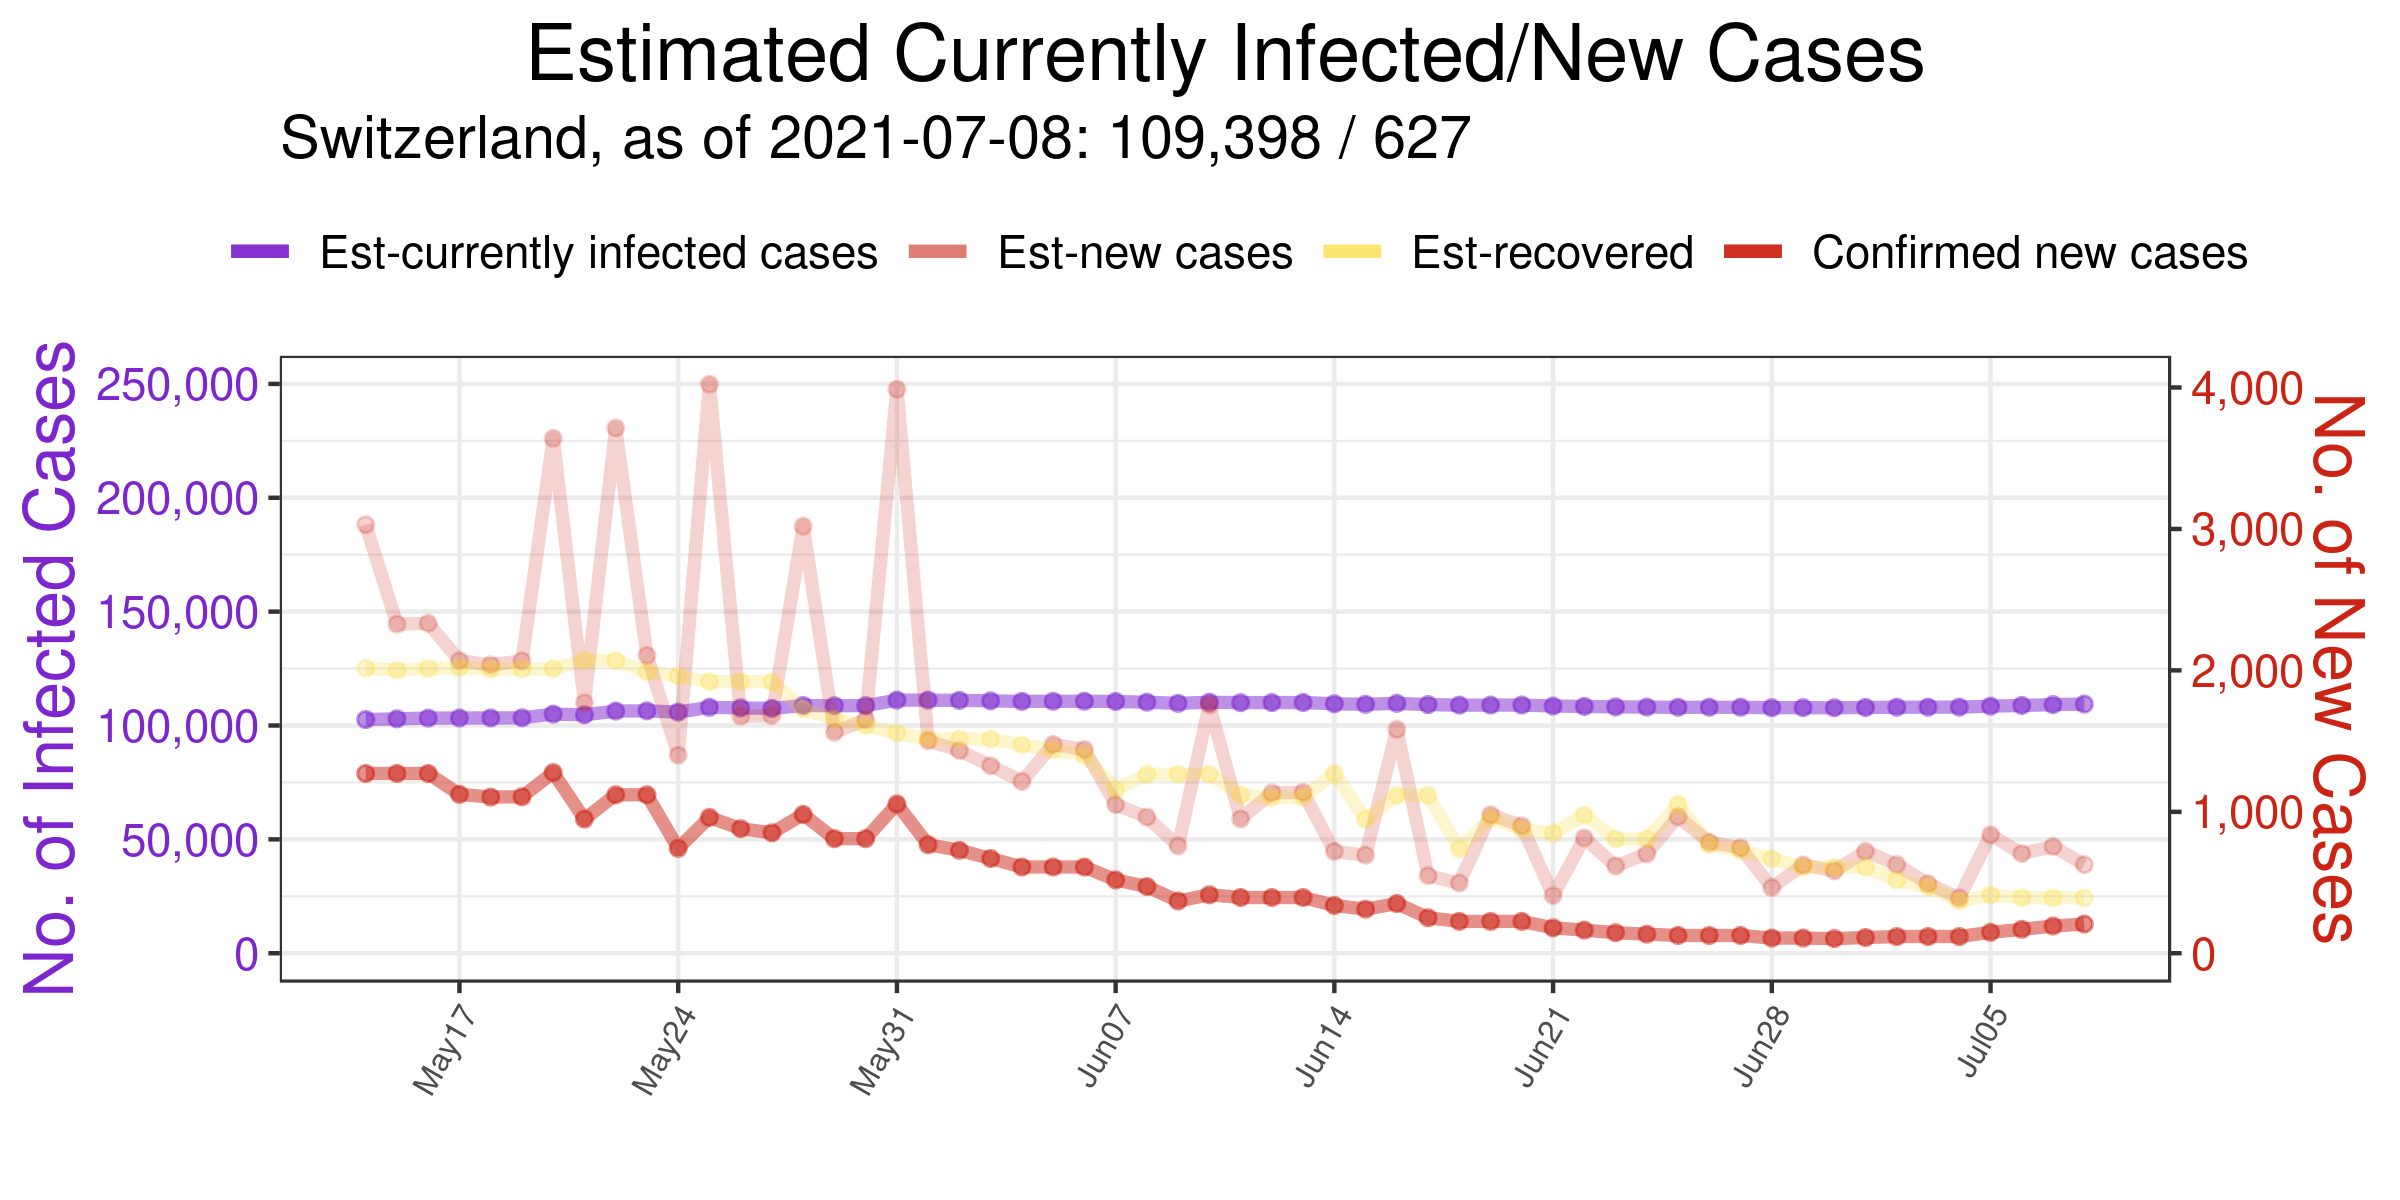 Estimated Currently Infected/New Cases
Switzerland, as of 2021-07-08: 109,398 / 627
Est-currently infected cases Est-new cases Est-recovered Confirmed new cases
No. of Infected Cases
250,000
200,000
150,000
100,000
50,000
0
4,000
3,000
2,000
1,000
0
No. of New Cases
May17 May24 May31 Jun07 Jun14 Jun21 Jun28 Jul05